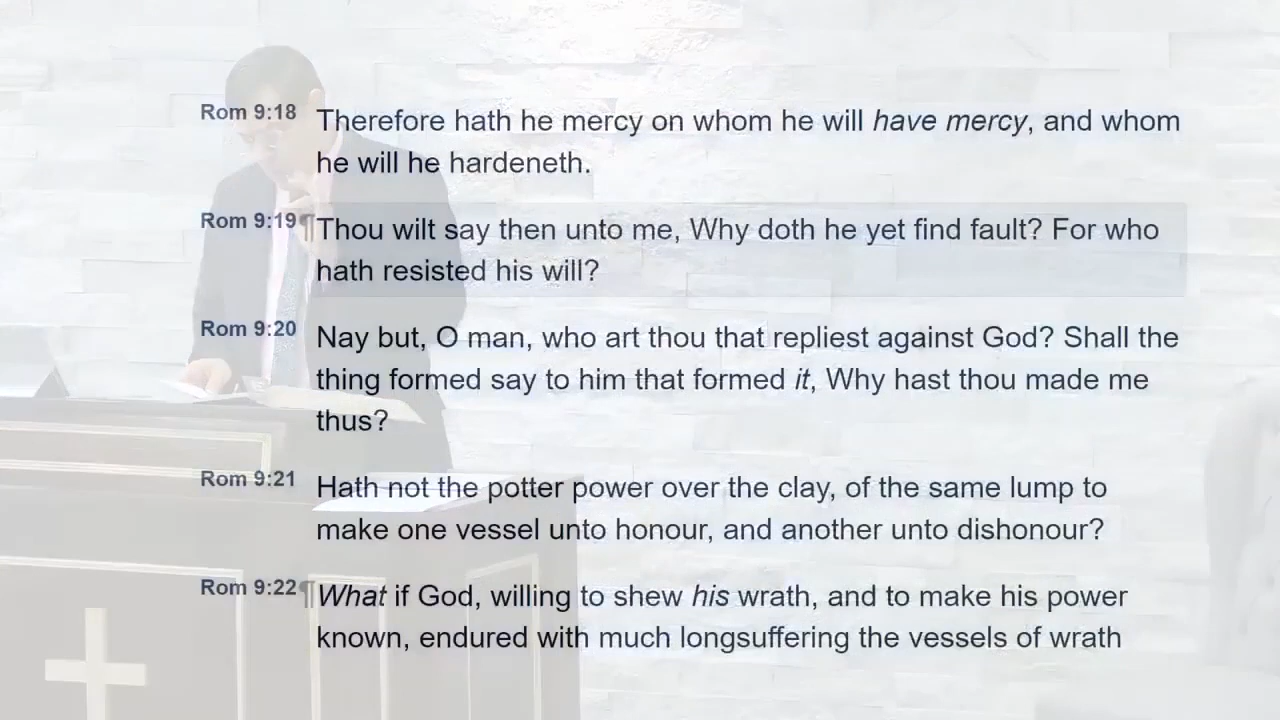 Rom 9:18 Therefore hath he mercy on whom he will have mercy, and whom
he will he hardeneth.
Rom 9:19 ¶ Thou wilt say then unto me, Why doth he yet find fault? For who
hath resisted his will?
Rom 9:20 Nay but, O man, who art thou that repliest against God? Shall the
thing formed say to him that formed it, Why hast thou made me
thus?
Rom 9:21 Hath not the potter power over the clay, of the same lump to
make one vessel unto honour, and another unto dishonour?
Rom 9:22 ¶ What if God, willing to shew his wrath, and to make his power
known, endured with much longsuffering the vessels of wrath